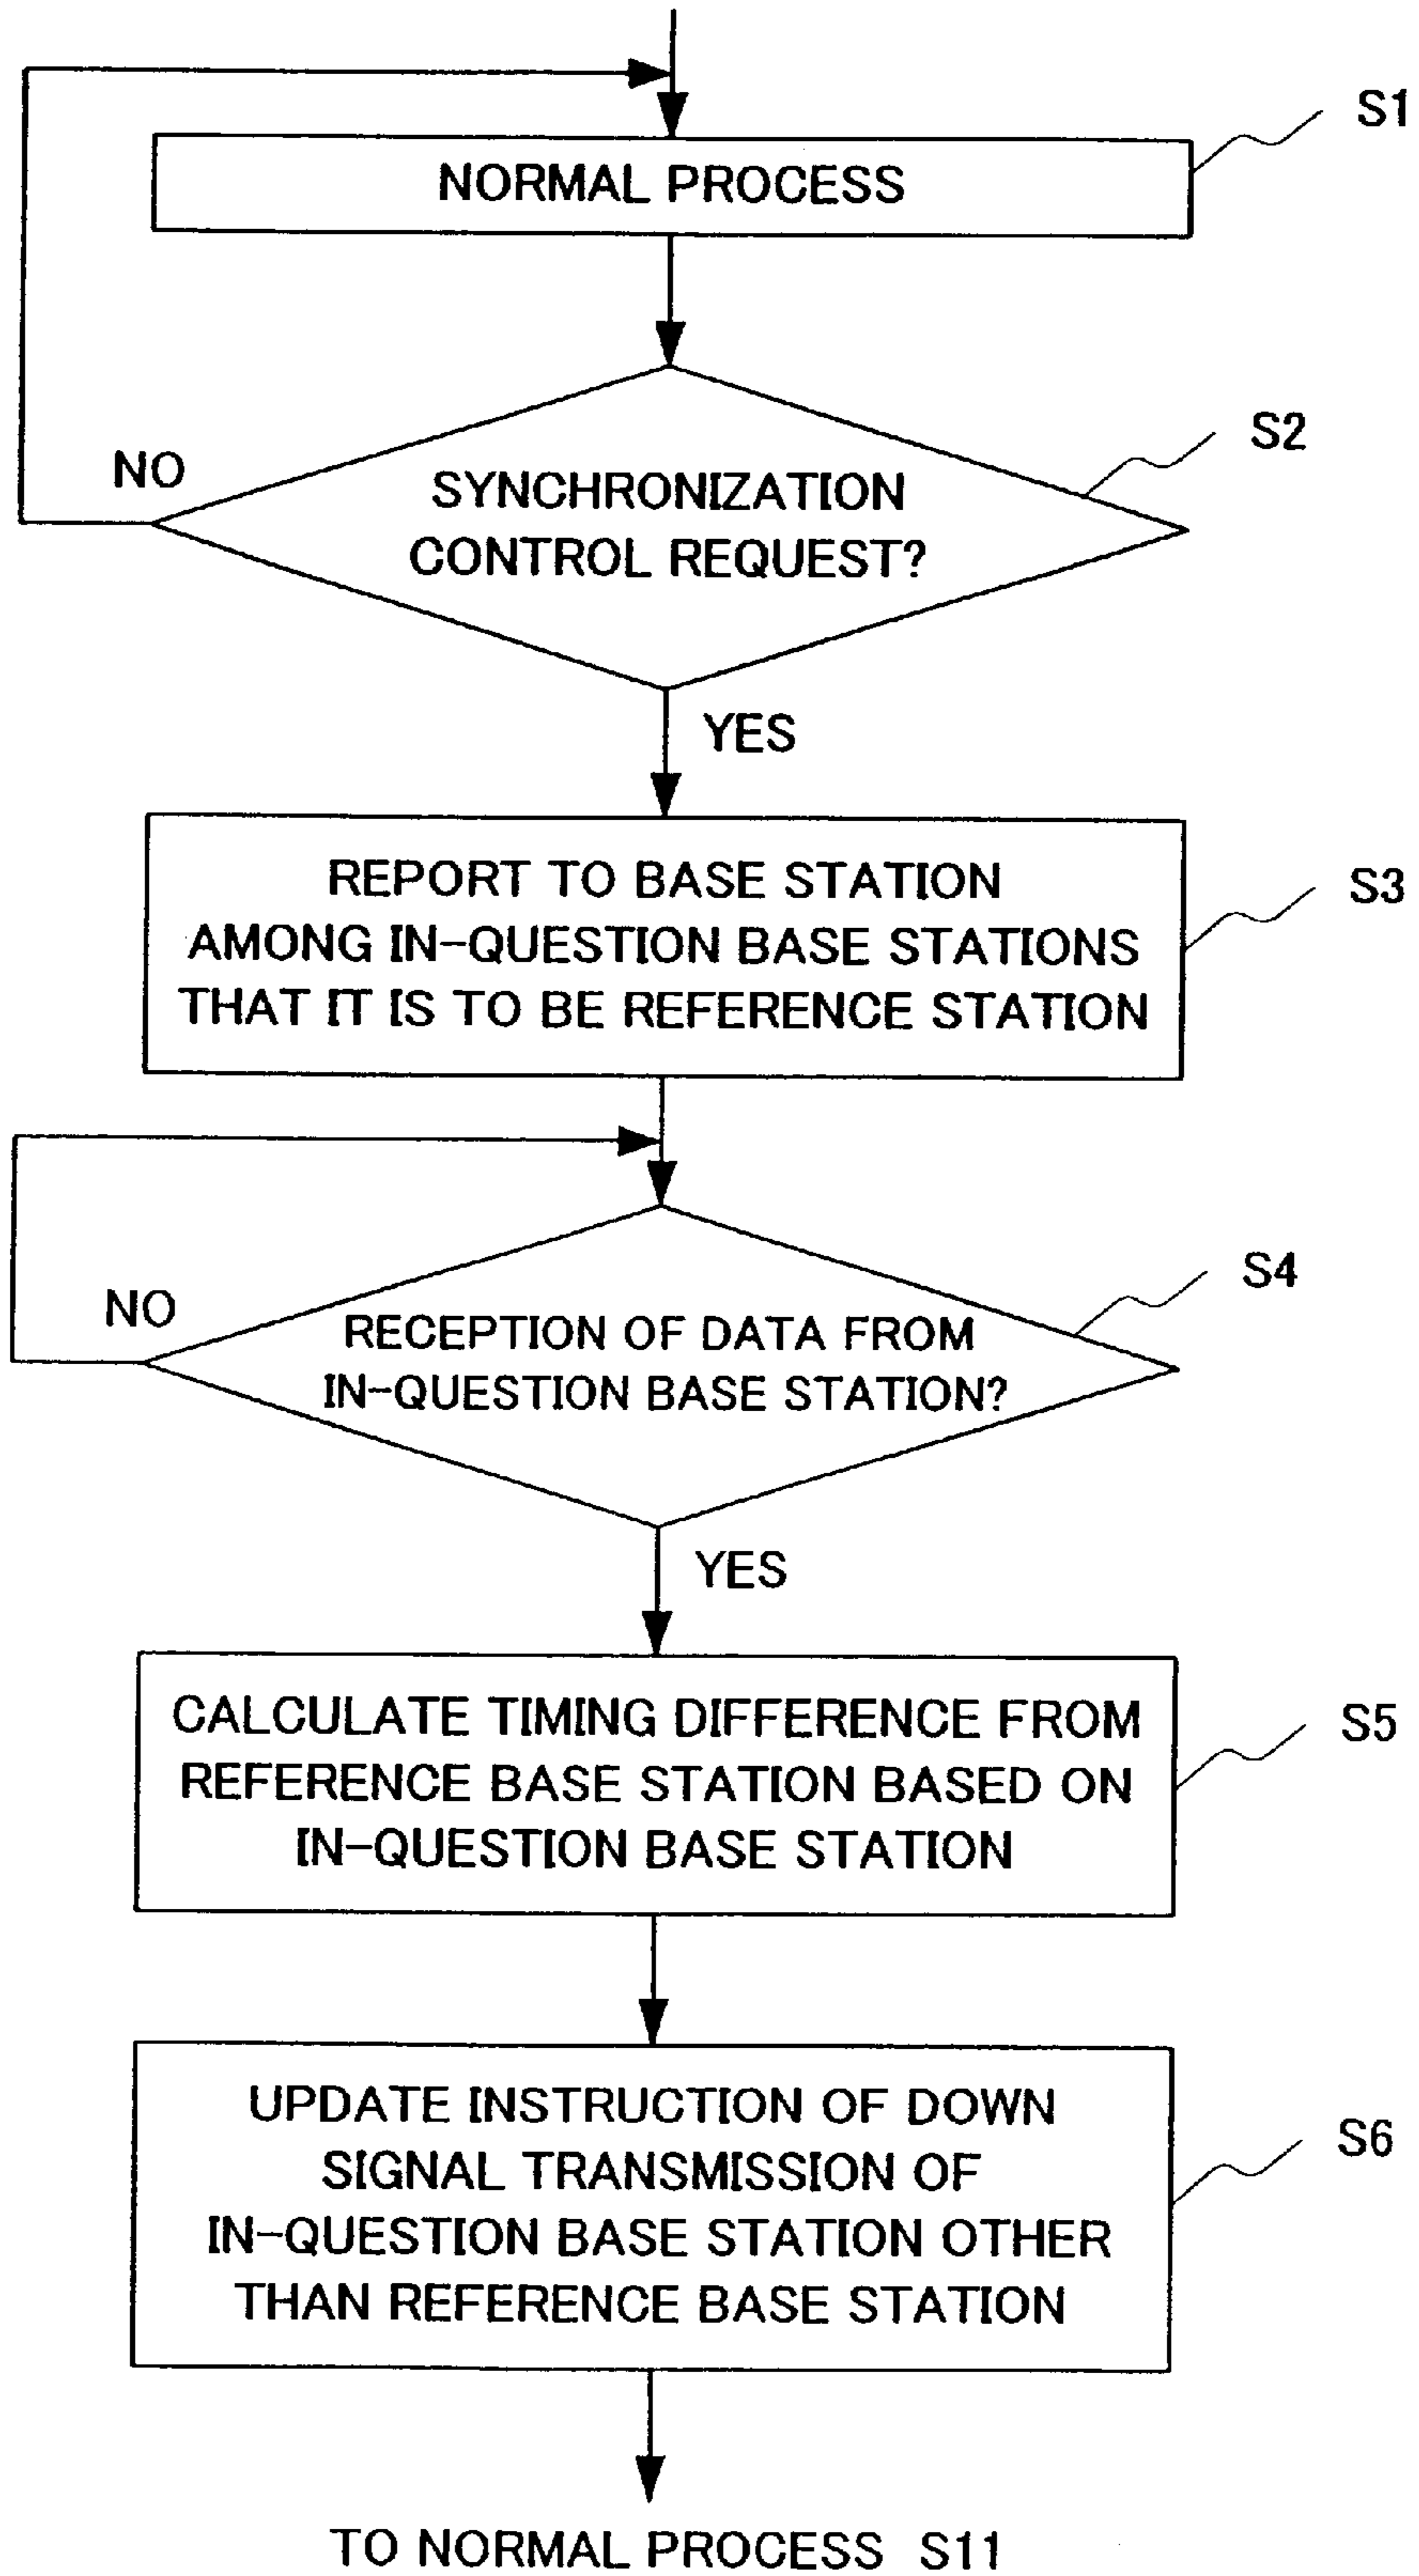 S1
NORMAL PROCESS
S2
NO
SYNCHRONIZATION
CONTROL REQUEST?
YES
REPORT TO BASE STATION
S3
AMONG IN-QUESTION BASE STATIONS
THAT IT IS TO BE REFERENCE STATION
S4
NO
RECEPTION OF DATA FROM
IN-QUESTION BASE STATION?
YES
CALCULATE TIMING DIFFERENCE FROM
S5
REFERENCE BASE STATION BASED ON
IN-QUESTION BASE STATION
UPDATE INSTRUCTION OF DOWN
S6
SIGNAL TRANSMISSION OF
IN-QUESTION BASE STATION OTHER
THAN REFERENCE BASE STATION
TO NORMAL PROCESS S11